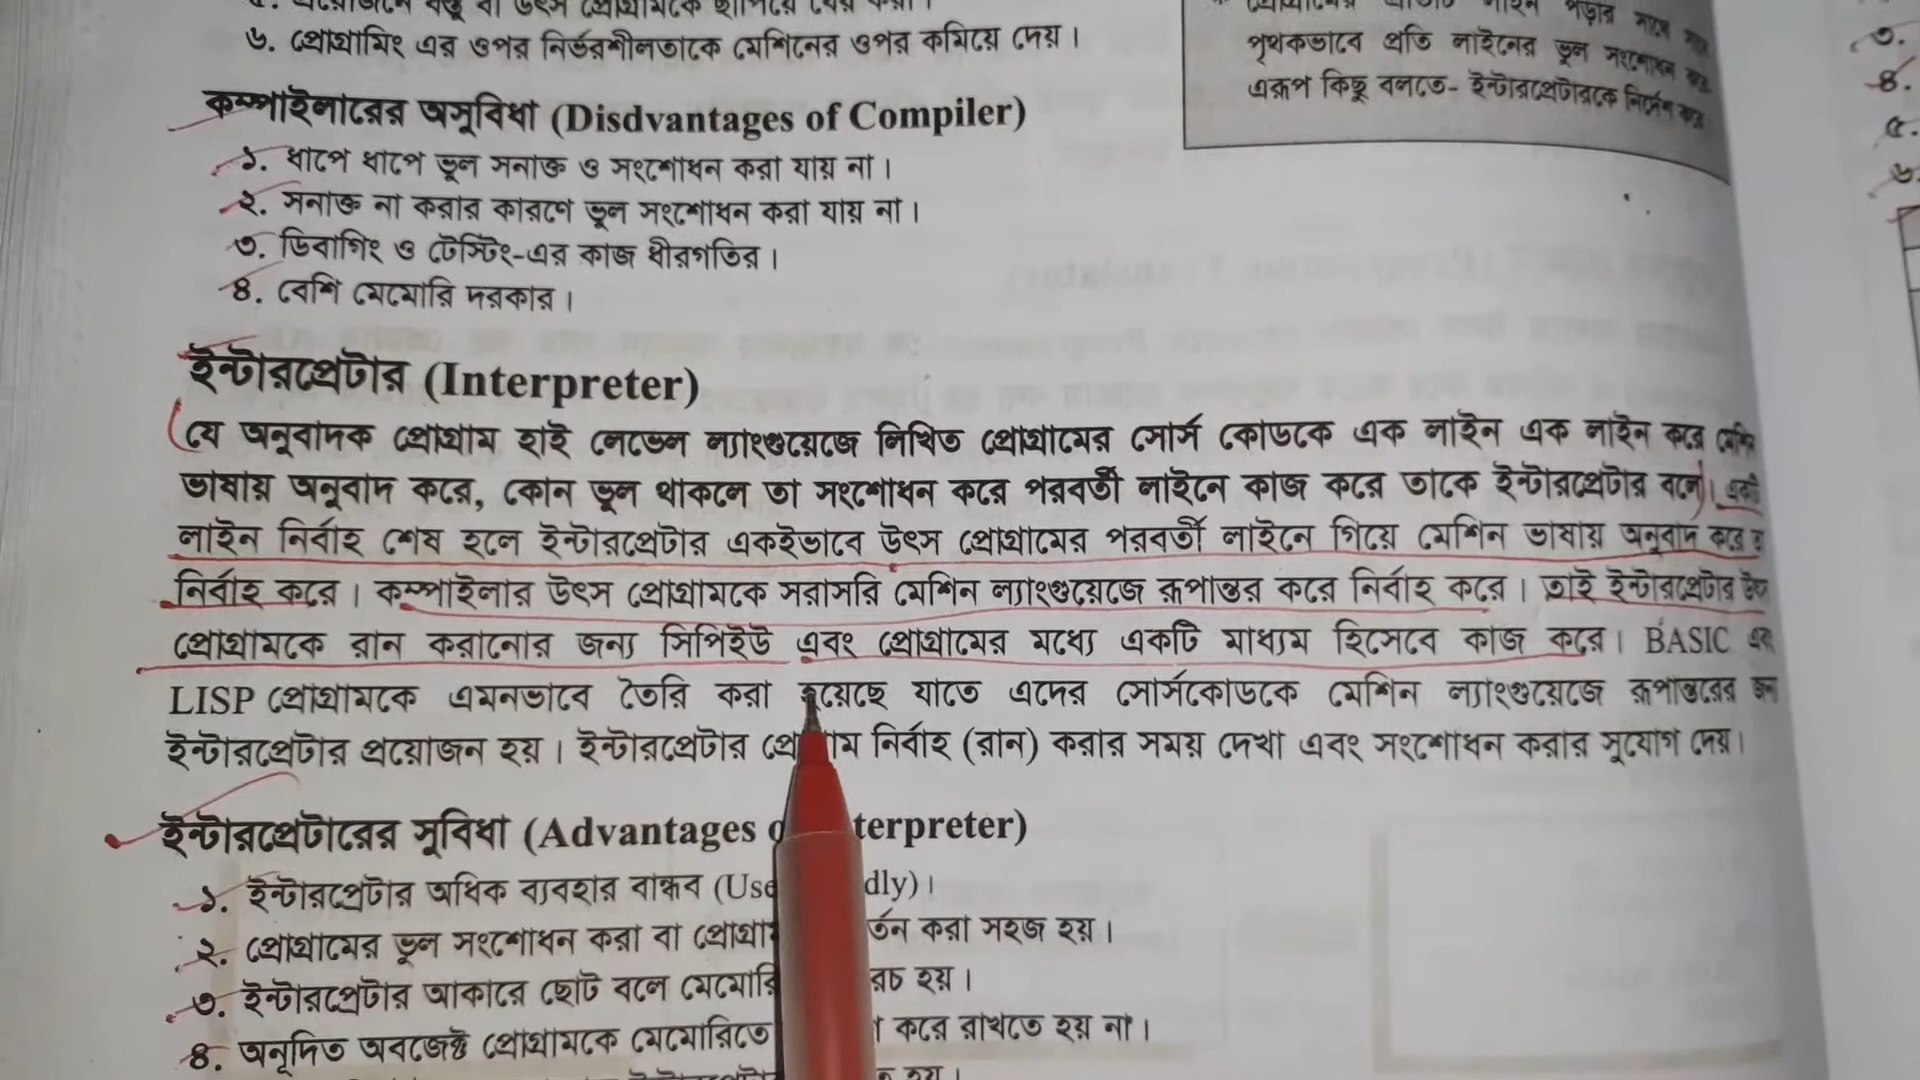 ৬. প্রোগ্রামিং এর ওপর নির্ভরশীলতাকে মেশিনের ওপর কমিয়ে দেয়।
পৃথকভাবে প্রতি লাইনের ভুল সংশোধন
এরূপ কিছু বলতে- ইন্টারপ্রেটারকে নির্দেশ করে
কম্পাইলারের অসুবিধা (Disdvantages of Compiler)
১. ধাপে ধাপে ভুল সনাক্ত ও সংশোধন করা যায় না।
২. সনাক্ত না করার কারণে ভুল সংশোধন করা যায় না।
৩. ডিবাগিং ও টেস্টিং-এর কাজ ধীরগতির।
৪. বেশি মেমোরি দরকার।
ইন্টারপ্রেটার (Interpreter)
যে অনুবাদক প্রোগ্রাম হাই লেভেল ল্যাংগুয়েজে লিখিত প্রোগ্রামের সোর্স কোডকে এক লাইন এক লাইন করে
ভাষায় অনুবাদ করে, কোন ভুল থাকলে তা সংশোধন করে পরবর্তী লাইনে কাজ করে তাকে ইন্টারপ্রেটার বলে।
লাইন নির্বাহ শেষ হলে ইন্টারপ্রেটার একইভাবে উৎস প্রোগ্রামের পরবর্তী লাইনে গিয়ে মেশিন ভাষায় অনুবাদ করে
নির্বাহ করে। কম্পাইলার উৎস প্রোগ্রামকে সরাসরি মেশিন ল্যাংগুয়েজে রূপান্তর করে নির্বাহ করে। তাই ইন্টারপ্রেটার
প্রোগ্রামকে রান করানোর জন্য সিপিইউ এবং প্রোগ্রামের মধ্যে একটি মাধ্যম হিসেবে কাজ করে। BASIC
LISP প্রোগ্রামকে এমনভাবে তৈরি করা হয়েছে যাতে এদের সোর্সকোডকে মেশিন ল্যাংগুয়েজে রূপান্তরের
ইন্টারপ্রেটার প্রয়োজন হয়। ইন্টারপ্রেটার নির্বাহ (রান) করার সময় দেখা এবং সংশোধন করার সুযোগ দেয়।
ইন্টারপ্রেটারের সুবিধা (Advantages
১. ইন্টারপ্রেটার অধিক ব্যবহার বান্ধব
২. প্রোগ্রামের ভুল সংশোধন করা বা করা সহজ হয়।
৩. ইন্টারপ্রেটার আকারে ছোট বলে হয়।
৪. অনূদিত অবজেক্ট প্রোগ্রামকে মেমোরিতে করে রাখতে হয় না।
৩.
৪.
৫.
৬.